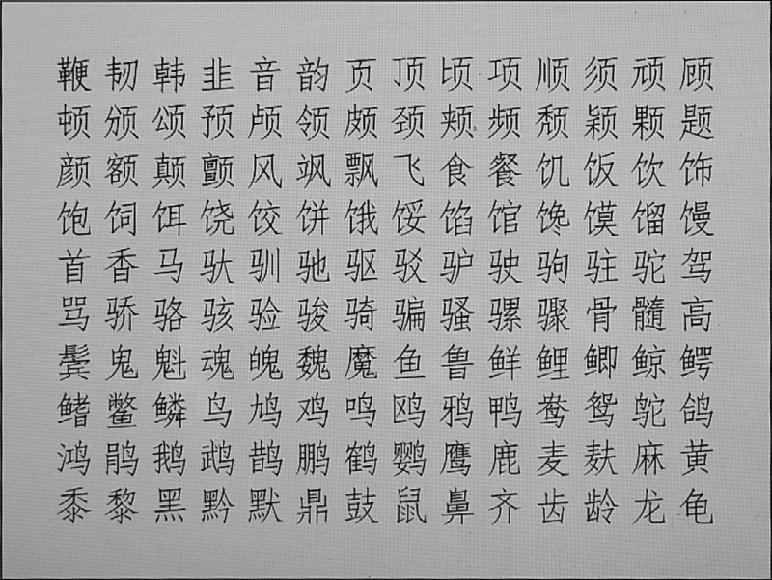 鞭韧韩韭音韵页顶顷项顺须顽顾
顿颁颂预颅领颇颈颊频颓颖颗题
颜额颠颤风飒飘飞食餐饥饭饮饰
饱饲饵饶饺饼饿馁馅馆馋馍馏馒
首香马驮驯驰驱驳驴驶驹驻驼驾
骂骄骆骇验骏骑骗骚骡骤骨髓高
鬓鬼魁魂魄魏魔鱼鲁鲜鲤鲫鲸鳄
鳍鳖鳞鸟鸠鸡鸣鸥鸦鸭鸯鸳鸵鸽
鸿鹃鹅鹉鹊鹏鹤鹦鹰鹿麦麸麻黄
黍黎黑黔默鼎鼓鼠鼻齐齿龄龙龟